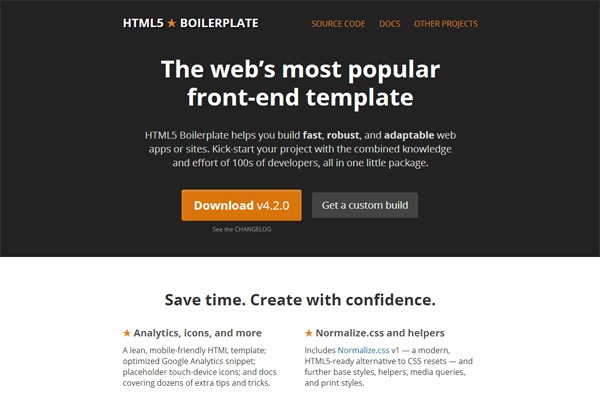 HTML5 ★ BOILERPLATE
SOURCE CODE DOCS OTHER PROJECTS
The web's most popular
front-end template
HTML5 Boilerplate helps you build fast, robust, and adaptable web
apps or sites. Kick-start your project with the combined knowledge
and effort of 100s of developers, all in one little package.
Download v4.2.0
Get a custom build
See the CHANGELOG
Save time. Create with confidence.
★ Analytics, icons, and more
A lean, mobile-friendly HTML template;
optimized Google Analytics snippet;
placeholder touch-device icons; and docs
covering dozens of extra tips and tricks.
★ Normalize.css and helpers
Includes Normalize.css v1 — a modern,
HTML5-ready alternative to CSS resets — and
further base styles, helpers, media queries,
and print styles.